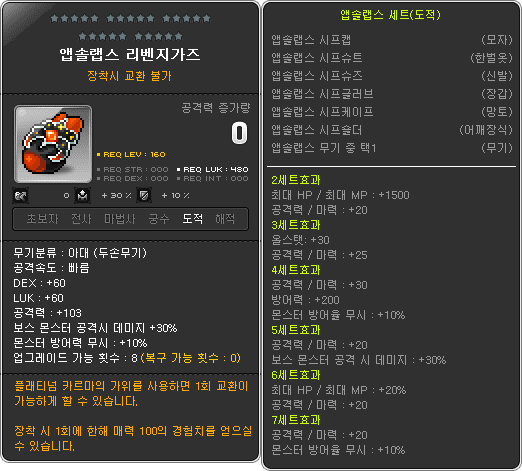 앱솔랩스 리벤지가즈
장착시 교환 불가
공격력 증가량
0
REQ LEV : 160
REQ STR : 000
REQ LUK : 480
REQ DEX : 000
REQ INT : 000
0
+ 30 %
+ 10 %
초보자 전사 마법사 궁수 도적 해적
무기분류 : 아대 (두손무기)
공격속도 : 빠름
DEX : +60
LUK : +60
공격력 : +103
보스 몬스터 공격시 데미지 +30%
몬스터 방어력 무시 : +10%
업그레이드 가능 횟수 : 8 (복구 가능 횟수 : 0)
플래티넘 카르마의 가위를 사용하면 1회 교환이
가능하게 할 수 있습니다.
장착 시 1회에 한해 매력 100의 경험치를 얻으실
수 있습니다.
앱솔랩스 세트(도적)
앱솔랩스 시프캡 (모자)
앱솔랩스 시프슈트 (한벌옷)
앱솔랩스 시프슈즈 (신발)
앱솔랩스 시프글러브 (장갑)
앱솔랩스 시프케이프 (망토)
앱솔랩스 시프숄더 (어깨장식)
앱솔랩스 무기 중 택1 (무기)
2세트효과
최대 HP / 최대 MP : +1500
공격력 / 마력 : +20
3세트효과
올스탯: +30
공격력 / 마력 : +25
4세트효과
공격력 / 마력 : +30
방어력 : +200
몬스터 방어율 무시 : +10%
5세트효과
공격력 / 마력 : +20
보스 몬스터 공격 시 데미지 : +30%
6세트효과
최대 HP / 최대 MP : +20%
공격력 / 마력 : +20
7세트효과
공격력 / 마력 : +20
몬스터 방어율 무시 : +10%